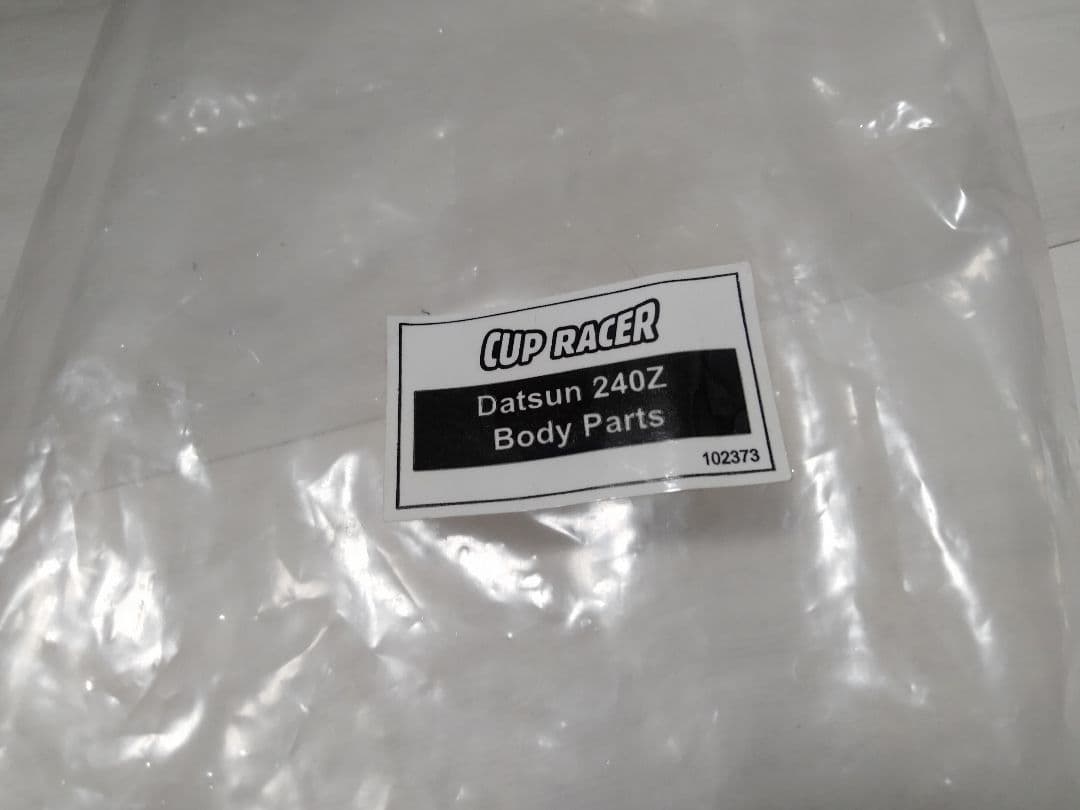 CUP RACER
Datsun 240Z
Body Parts
102373